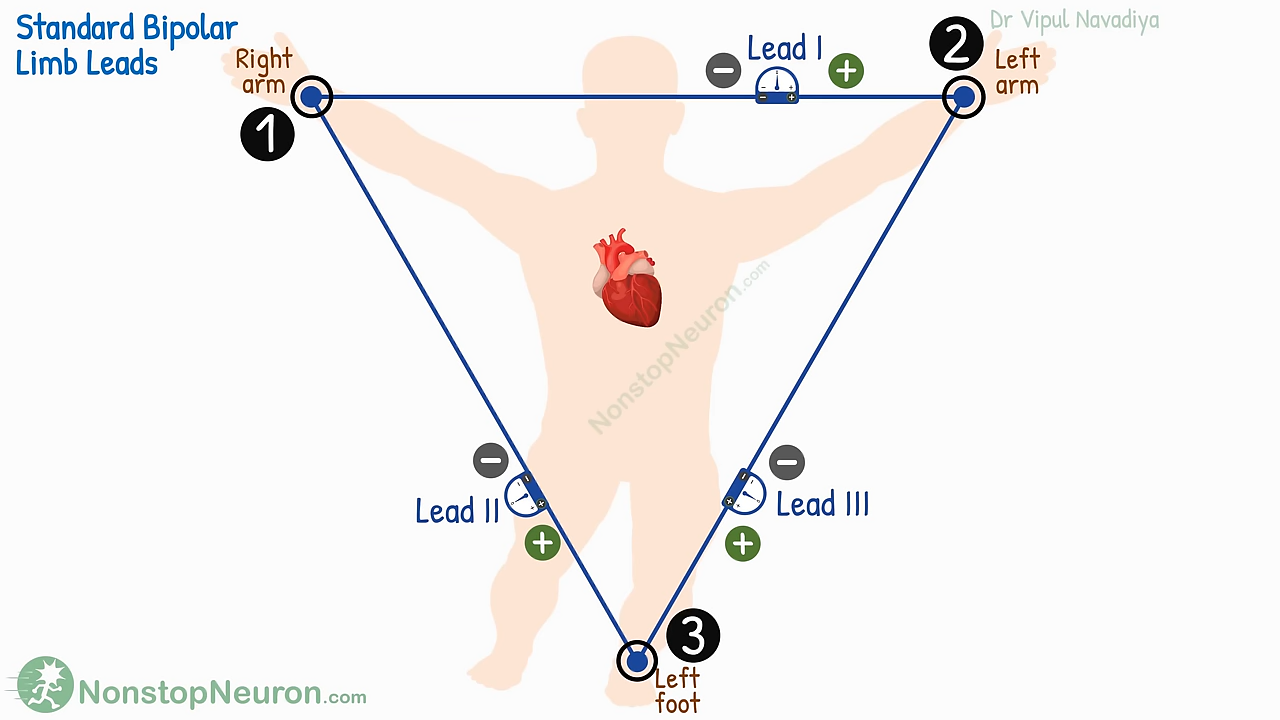 Standard Bipolar
Limb Leads
Dr Vipul Navadiya
Right
arm
1
Lead I
2
Left
arm
NonstopNeuron.com
Lead II
Lead III
3
Left
foot
NonstopNeuron.com